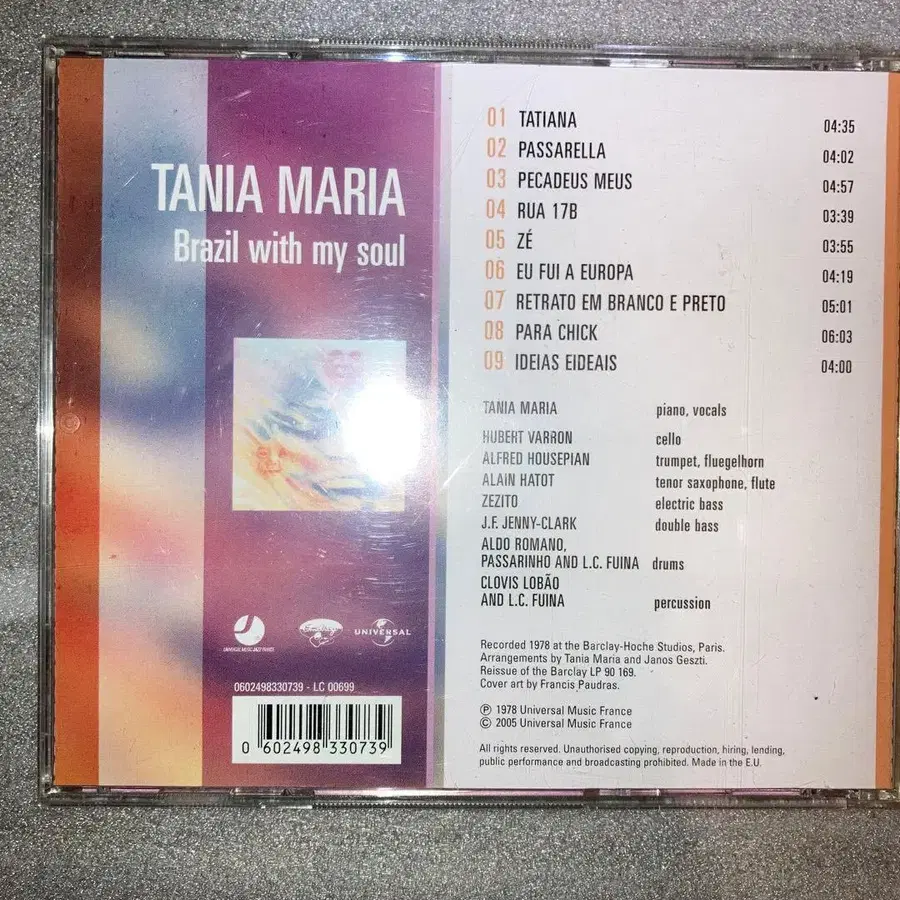 TANIA MARIA
Brazil with my soul
UNIVERSAL
0602498330739 - LC 00699
0 602498 330739
01 TATIANA 04:35
02 PASSARELLA 04:02
03 PECADEUS MEUS 04:57
04 RUA 17B 03:39
05 ZÉ 03:55
06 EU FUI A EUROPA 04:19
07 RETRATO EM BRANCO E PRETO 05:01
08 PARA CHICK 06:03
09 IDEIAS EIDEAIS 04:00
TANIA MARIA piano, vocals
HUBERT VARRON cello
ALFRED HOUSEPIAN trumpet, fluegelhorn
ALAIN HATOT tenor saxophone, flute
ZEZITO electric bass
J.F. JENNY-CLARK double bass
ALDO ROMANO,
PASSARINHO AND L.C. FUINA drums
CLOVIS LOBÃO
AND L.C. FUINA percussion
Recorded 1978 at the Barclay-Hoche Studios, Paris.
Arrangements by Tania Maria and Janos Geszti.
Reissue of the Barclay LP 90 169.
Cover art by Francis Paudras.
℗ 1978 Universal Music France
© 2005 Universal Music France
All rights reserved. Unauthorised copying, reproduction, hiring, lending,
public performance and broadcasting prohibited. Made in the E.U.